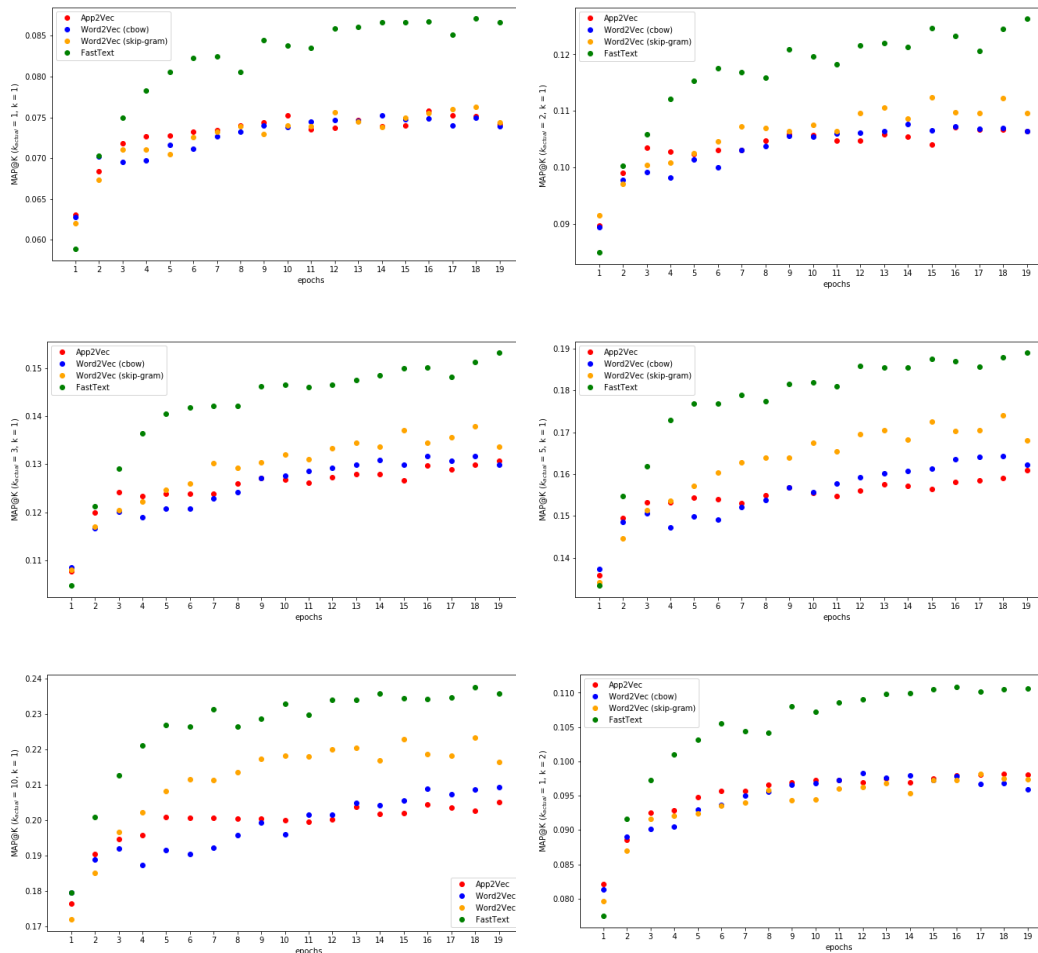 MAP@K (k_actual = 1, k = 1)
0.085
0.080
0.075
0.070
0.065
0.060
App2Vec
Word2Vec (cbow)
Word2Vec (skip-gram)
FastText
1 2 3 4 5 6 7 8 9 10 11 12 13 14 15 16 17 18 19
epochs
MAP@K (k_actual = 2, k = 1)
0.12
0.11
0.10
0.09
App2Vec
Word2Vec (cbow)
Word2Vec (skip-gram)
FastText
1 2 3 4 5 6 7 8 9 10 11 12 13 14 15 16 17 18 19
epochs
MAP@K (k_actual = 3, k = 1)
0.15
0.14
0.13
0.12
0.11
App2Vec
Word2Vec (cbow)
Word2Vec (skip-gram)
FastText
1 2 3 4 5 6 7 8 9 10 11 12 13 14 15 16 17 18 19
epochs
MAP@K (k_actual = 5, k = 1)
0.19
0.18
0.17
0.16
0.15
0.14
App2Vec
Word2Vec (cbow)
Word2Vec (skip-gram)
FastText
1 2 3 4 5 6 7 8 9 10 11 12 13 14 15 16 17 18 19
epochs
MAP@K (k_actual = 10, k = 1)
0.24
0.23
0.22
0.21
0.20
0.19
0.18
0.17
App2Vec
Word2Vec
Word2Vec
FastText
1 2 3 4 5 6 7 8 9 10 11 12 13 14 15 16 17 18 19
epochs
MAP@K (k_actual = 1, k = 2)
0.110
0.105
0.100
0.095
0.090
0.085
0.080
App2Vec
Word2Vec (cbow)
Word2Vec (skip-gram)
FastText
1 2 3 4 5 6 7 8 9 10 11 12 13 14 15 16 17 18 19
epochs